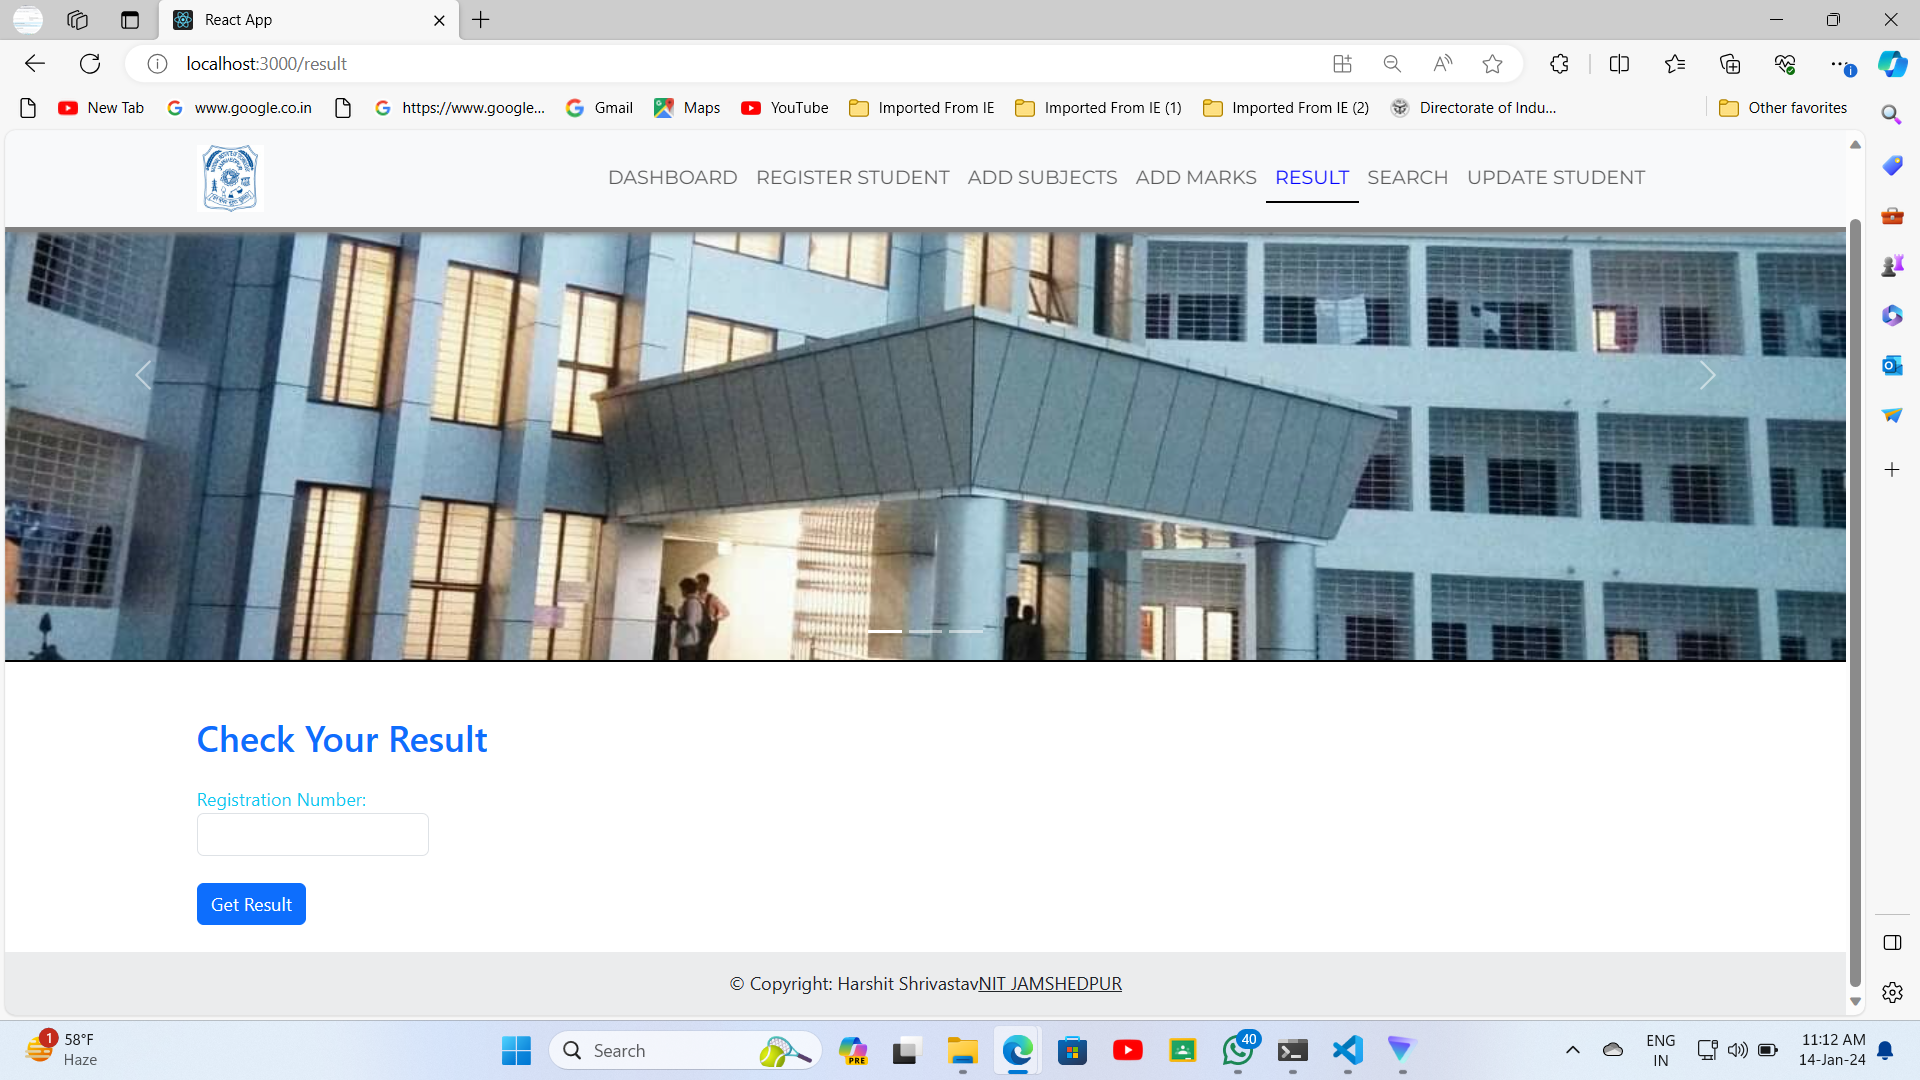 React App
localhost:3000/result
New Tab
www.google.co.in
https://www.google...
Gmail
Maps
YouTube
Imported From IE
Imported From IE (1)
Imported From IE (2)
Directorate of Indu...
Other favorites
DASHBOARD
REGISTER STUDENT
ADD SUBJECTS
ADD MARKS
RESULT
SEARCH
UPDATE STUDENT
Check Your Result
Registration Number:
Get Result
© Copyright: Harshit ShrivastavNIT JAMSHEDPUR
1
58°F
Haze
Search
PRE
40
ENG
IN
11:12 AM
14-Jan-24